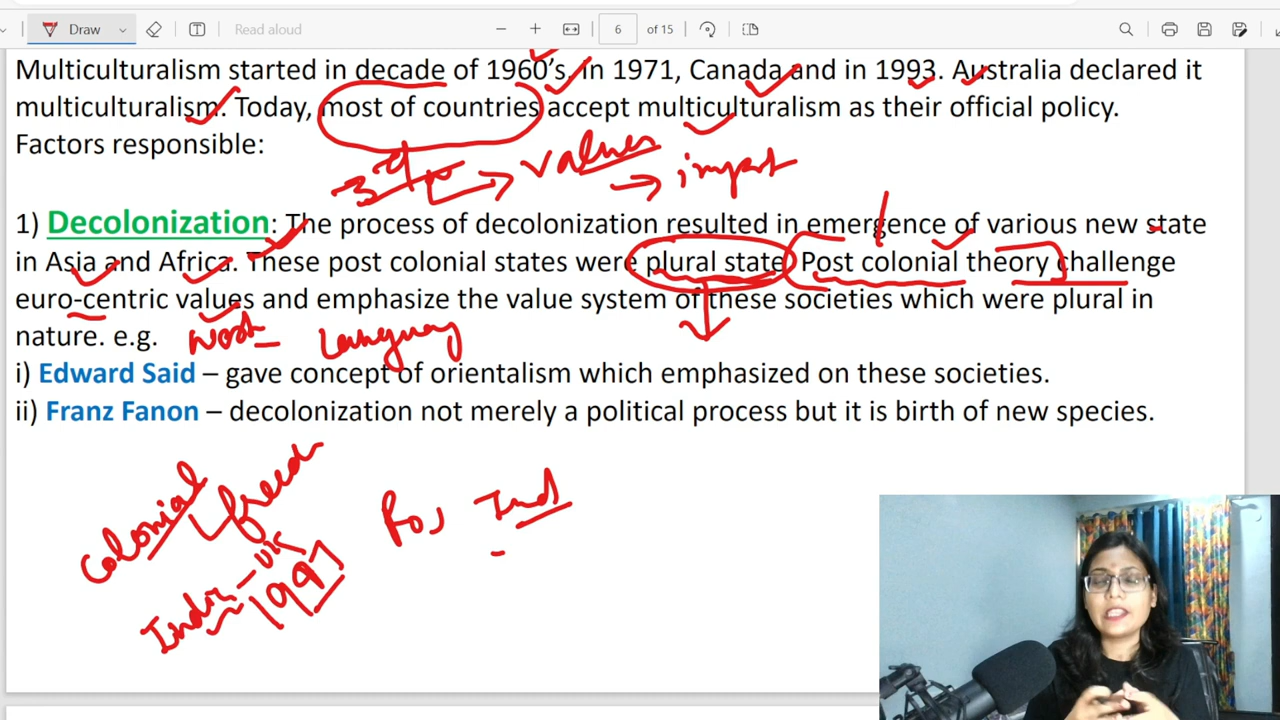 Draw
Read aloud
6 of 15
Multiculturalism started in decade of 1960's. In 1971, Canada and in 1993. Australia declared it
multiculturalism. Today, most of countries accept multiculturalism as their official policy.
Factors responsible:
→ values → impact
1) Decolonization: The process of decolonization resulted in emergence of various new state
in Asia and Africa. These post colonial states were plural state. Post colonial theory challenge
euro-centric values and emphasize the value system of these societies which were plural in
nature. e.g.
Language
i) Edward Said – gave concept of orientalism which emphasized on these societies.
ii) Franz Fanon – decolonization not merely a political process but it is birth of new species.
Colonial
freed
Pos Ind
India - UK